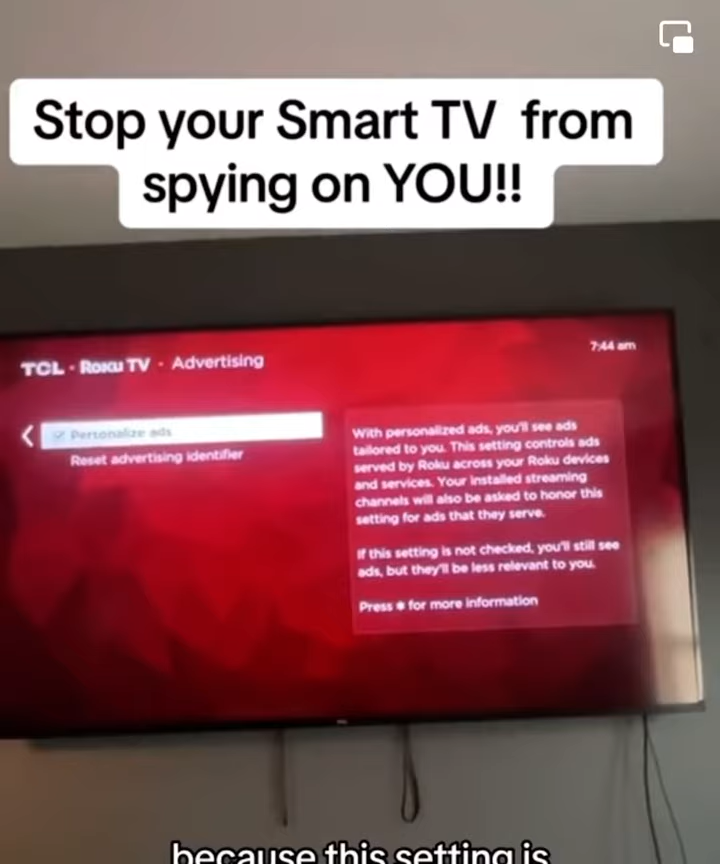 Stop your Smart TV from
spying on YOU!!
7:44 am
TCL · Roku TV · Advertising
Personalize ads
Reset advertising identifier
With personalized ads, you'll see ads
tailored to you. This setting controls ads
served by Roku across your Roku devices
and services. Your installed streaming
channels will also be asked to honor this
setting for ads that they serve.
If this setting is not checked, you'll still see
ads, but they'll be less relevant to you.
Press * for more information
because this setting is